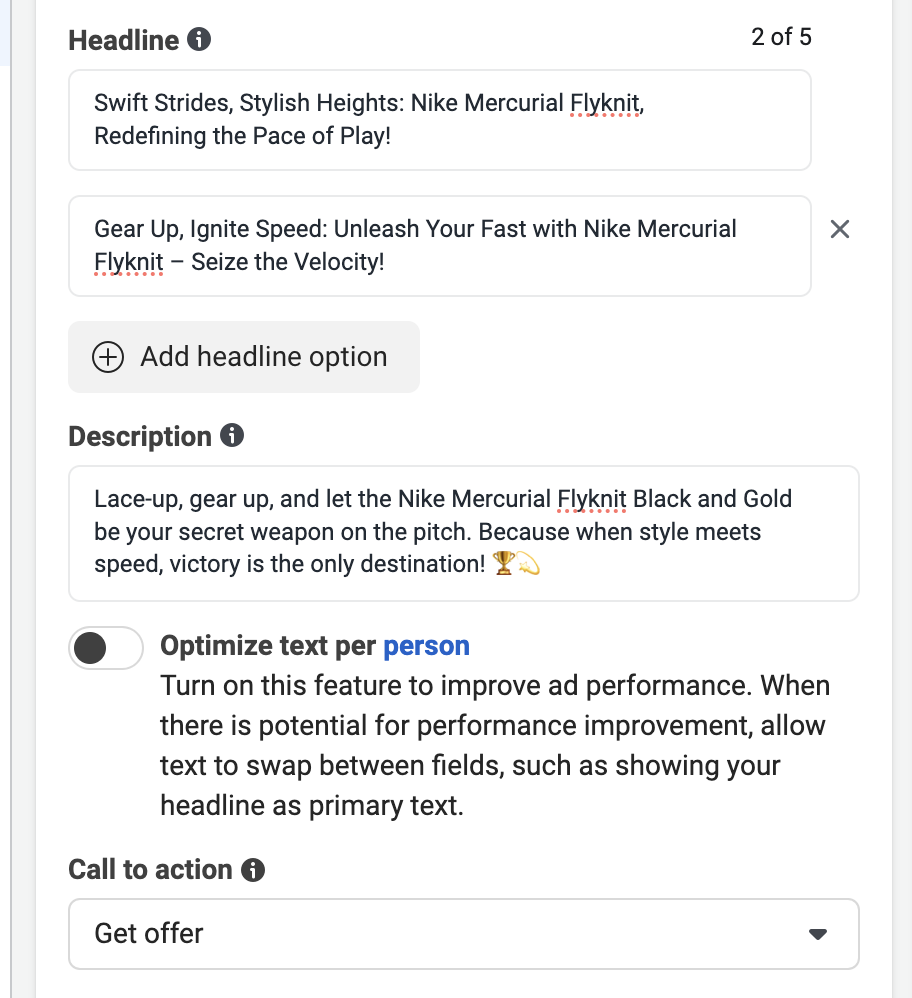 Headline
2 of 5
Swift Strides, Stylish Heights: Nike Mercurial Flyknit,
Redefining the Pace of Play!
Gear Up, Ignite Speed: Unleash Your Fast with Nike Mercurial
Flyknit – Seize the Velocity!
Add headline option
Description
Lace-up, gear up, and let the Nike Mercurial Flyknit Black and Gold
be your secret weapon on the pitch. Because when style meets
speed, victory is the only destination! 🏆💫
Optimize text per person
Turn on this feature to improve ad performance. When
there is potential for performance improvement, allow
text to swap between fields, such as showing your
headline as primary text.
Call to action
Get offer